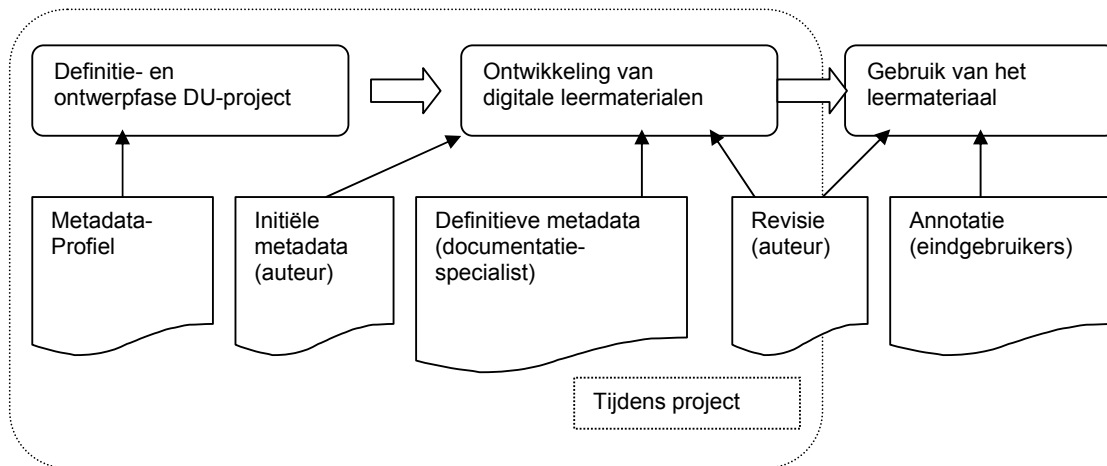 Definitie- en
ontwerpfase DU-project
Ontwikkeling van
digitale leermaterialen
Gebruik van het
leermateriaal
Metadata-
Profiel
Initiële
metadata
(auteur)
Definitieve metadata
(documentatie-
specialist)
Revisie
(auteur)
Annotatie
(eindgebruikers)
Tijdens project